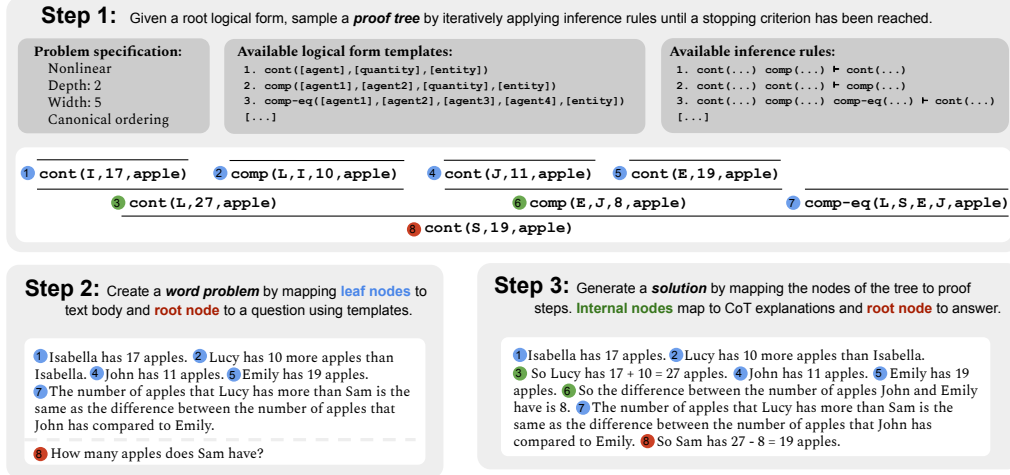 Step 1: Given a root logical form, sample a proof tree by iteratively applying inference rules until a stopping criterion has been reached.
Problem specification:
Nonlinear
Depth: 2
Width: 5
Canonical ordering
Available logical form templates:
1. cont([agent],[quantity],[entity])
2. comp([agent1],[agent2],[quantity],[entity])
3. comp-eq([agent1],[agent2],[agent3],[agent4],[entity])
[...]
Available inference rules:
1. cont(...) comp(...) ⊢ cont(...)
2. cont(...) cont(...) ⊢ comp(...)
3. cont(...) comp(...) comp-eq(...) ⊢ cont(...)
[...]
1 cont(I,17,apple) 2 comp(L,I,10,apple) 4 cont(J,11,apple) 5 cont(E,19,apple)
3 cont(L,27,apple) 6 comp(E,J,8,apple) 7 comp-eq(L,S,E,J,apple)
8 cont(S,19,apple)
Step 2: Create a word problem by mapping leaf nodes to
text body and root node to a question using templates.
1 Isabella has 17 apples. 2 Lucy has 10 more apples than
Isabella. 4 John has 11 apples. 5 Emily has 19 apples.
7 The number of apples that Lucy has more than Sam is the
same as the difference between the number of apples that
John has compared to Emily.
8 How many apples does Sam have?
Step 3: Generate a solution by mapping the nodes of the tree to proof
steps. Internal nodes map to CoT explanations and root node to answer.
1 Isabella has 17 apples. 2 Lucy has 10 more apples than Isabella.
3 So Lucy has 17 + 10 = 27 apples. 4 John has 11 apples. 5 Emily has 19
apples. 6 So the difference between the number of apples John and Emily
have is 8. 7 The number of apples that Lucy has more than Sam is the
same as the difference between the number of apples that John has
compared to Emily. 8 So Sam has 27 - 8 = 19 apples.